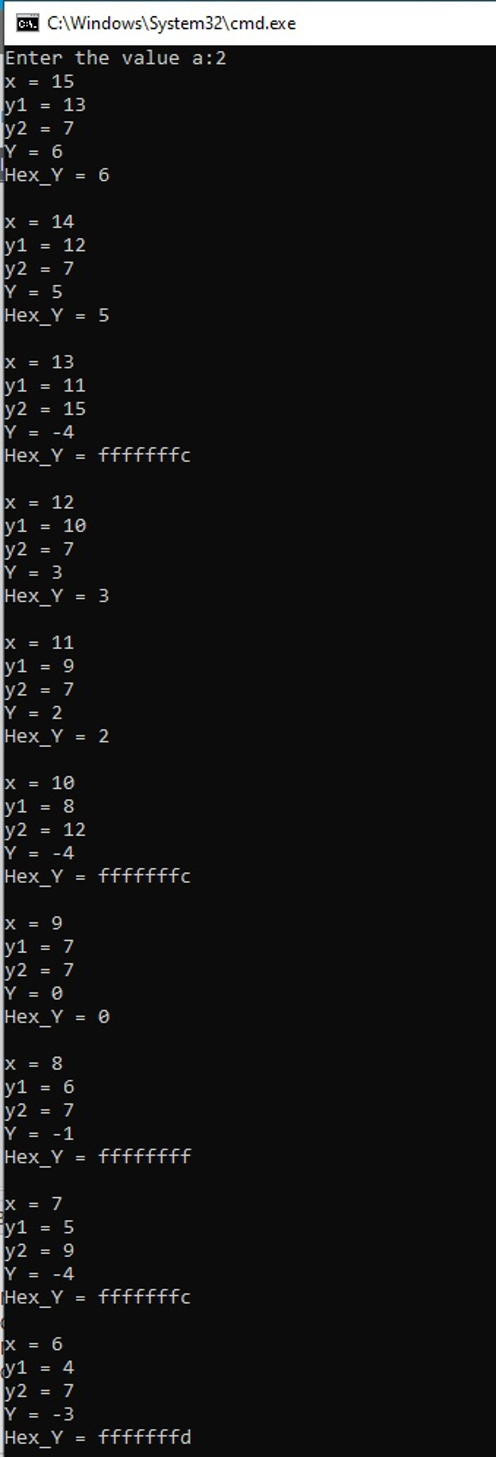 C:\Windows\System32\cmd.exe
Enter the value a:2
x = 15
y1 = 13
y2 = 7
Y = 6
Hex_Y = 6
x = 14
y1 = 12
y2 = 7
Y = 5
Hex_Y = 5
x = 13
y1 = 11
y2 = 15
Y = -4
Hex_Y = fffffffc
x = 12
y1 = 10
y2 = 7
Y = 3
Hex_Y = 3
x = 11
y1 = 9
y2 = 7
Y = 2
Hex_Y = 2
x = 10
y1 = 8
y2 = 12
Y = -4
Hex_Y = fffffffc
x = 9
y1 = 7
y2 = 7
Y = 0
Hex_Y = 0
x = 8
y1 = 6
y2 = 7
Y = -1
Hex_Y = ffffffff
x = 7
y1 = 5
y2 = 9
Y = -4
Hex_Y = fffffffc
x = 6
y1 = 4
y2 = 7
Y = -3
Hex_Y = fffffffd